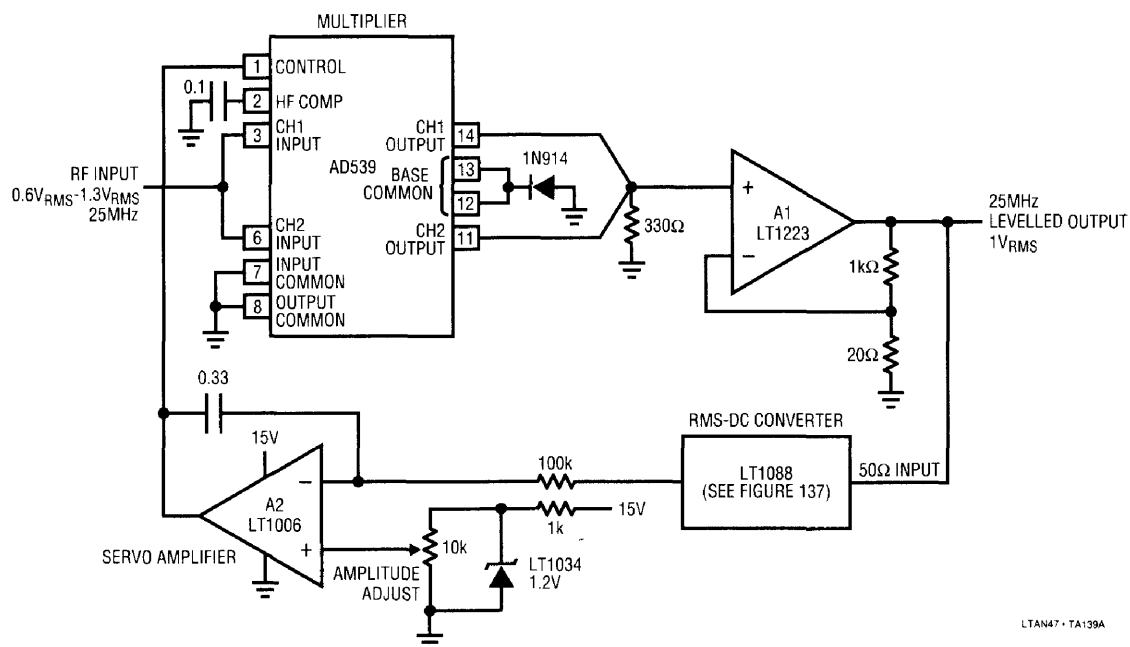 MULTIPLIER
1 CONTROL
0.1
2 HF COMP
3 CH1 INPUT
CH1 OUTPUT 14
AD539
BASE COMMON
13
12
1N914
RF INPUT
0.6VRMS-1.3VRMS
25MHz
6 CH2 INPUT
CH2 OUTPUT 11
7 INPUT COMMON
8 OUTPUT COMMON
330Ω
+
A1
LT1223
−
25MHz
LEVELLED OUTPUT
1VRMS
1kΩ
20Ω
0.33
15V
−
A2
LT1006
+
SERVO AMPLIFIER
100k
1k
15V
10k
AMPLITUDE
ADJUST
LT1034
1.2V
RMS-DC CONVERTER
LT1088
(SEE FIGURE 137)
50Ω INPUT
LTAN47 • TA139A